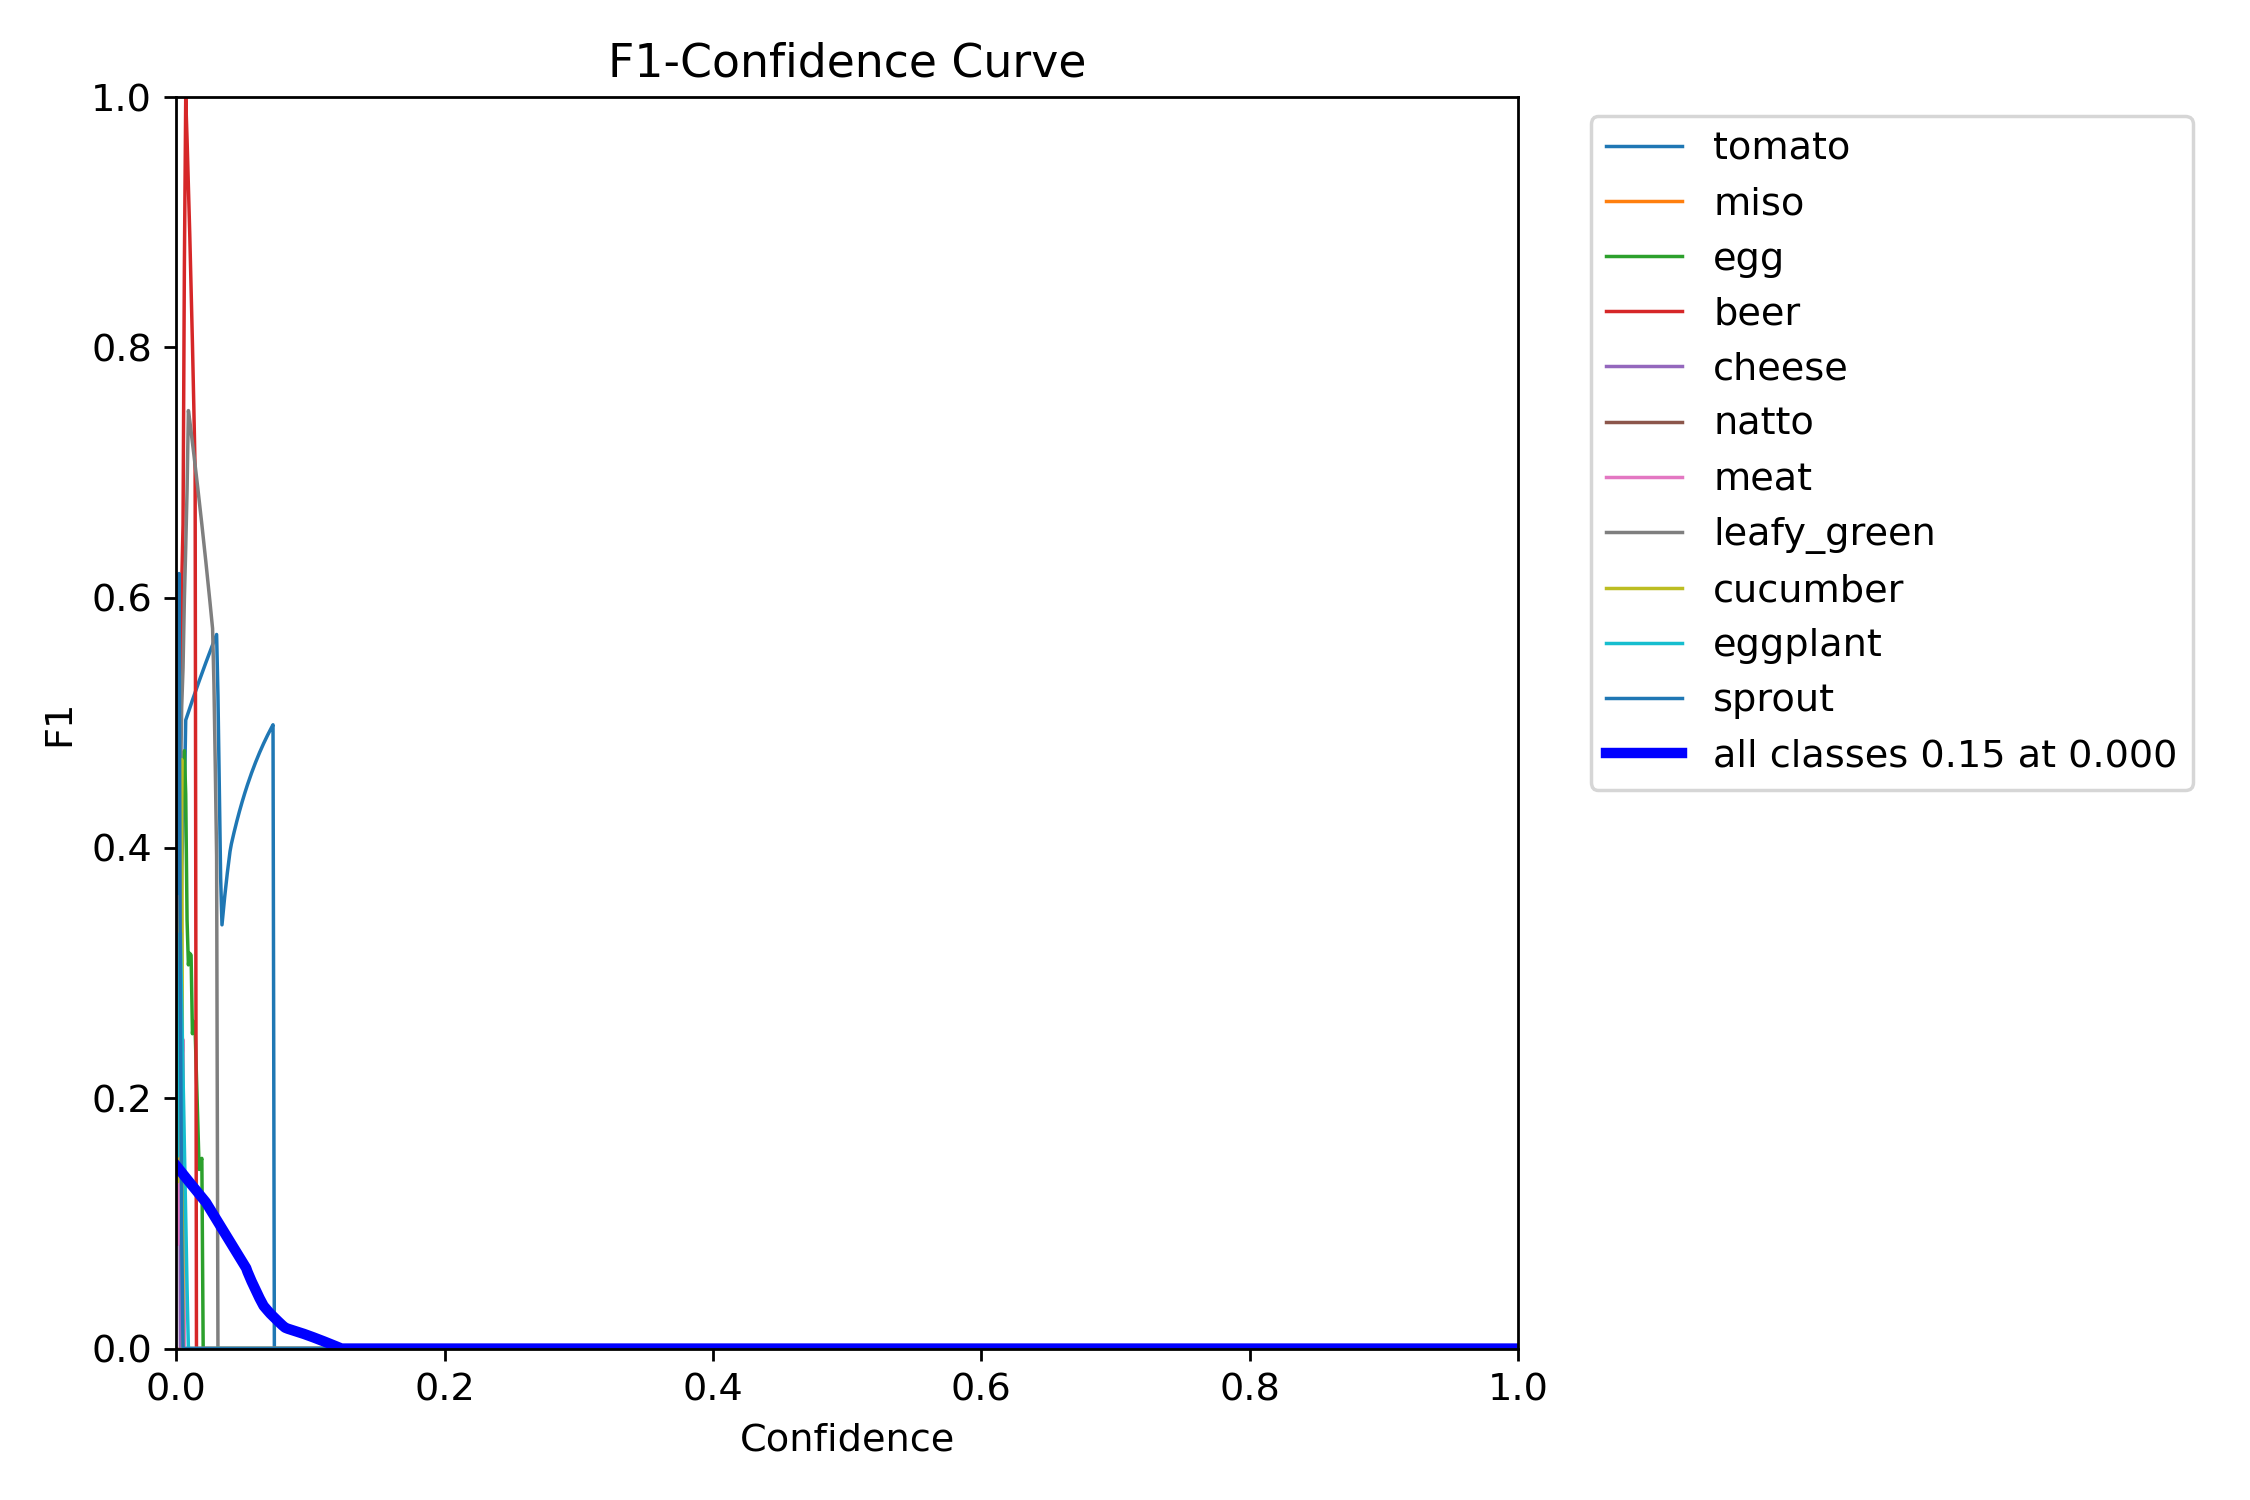 F1-Confidence Curve
1.0
0.8
0.6
0.4
0.2
0.0
F1
0.0 0.2 0.4 0.6 0.8 1.0
Confidence
tomato
miso
egg
beer
cheese
natto
meat
leafy_green
cucumber
eggplant
sprout
all classes 0.15 at 0.000